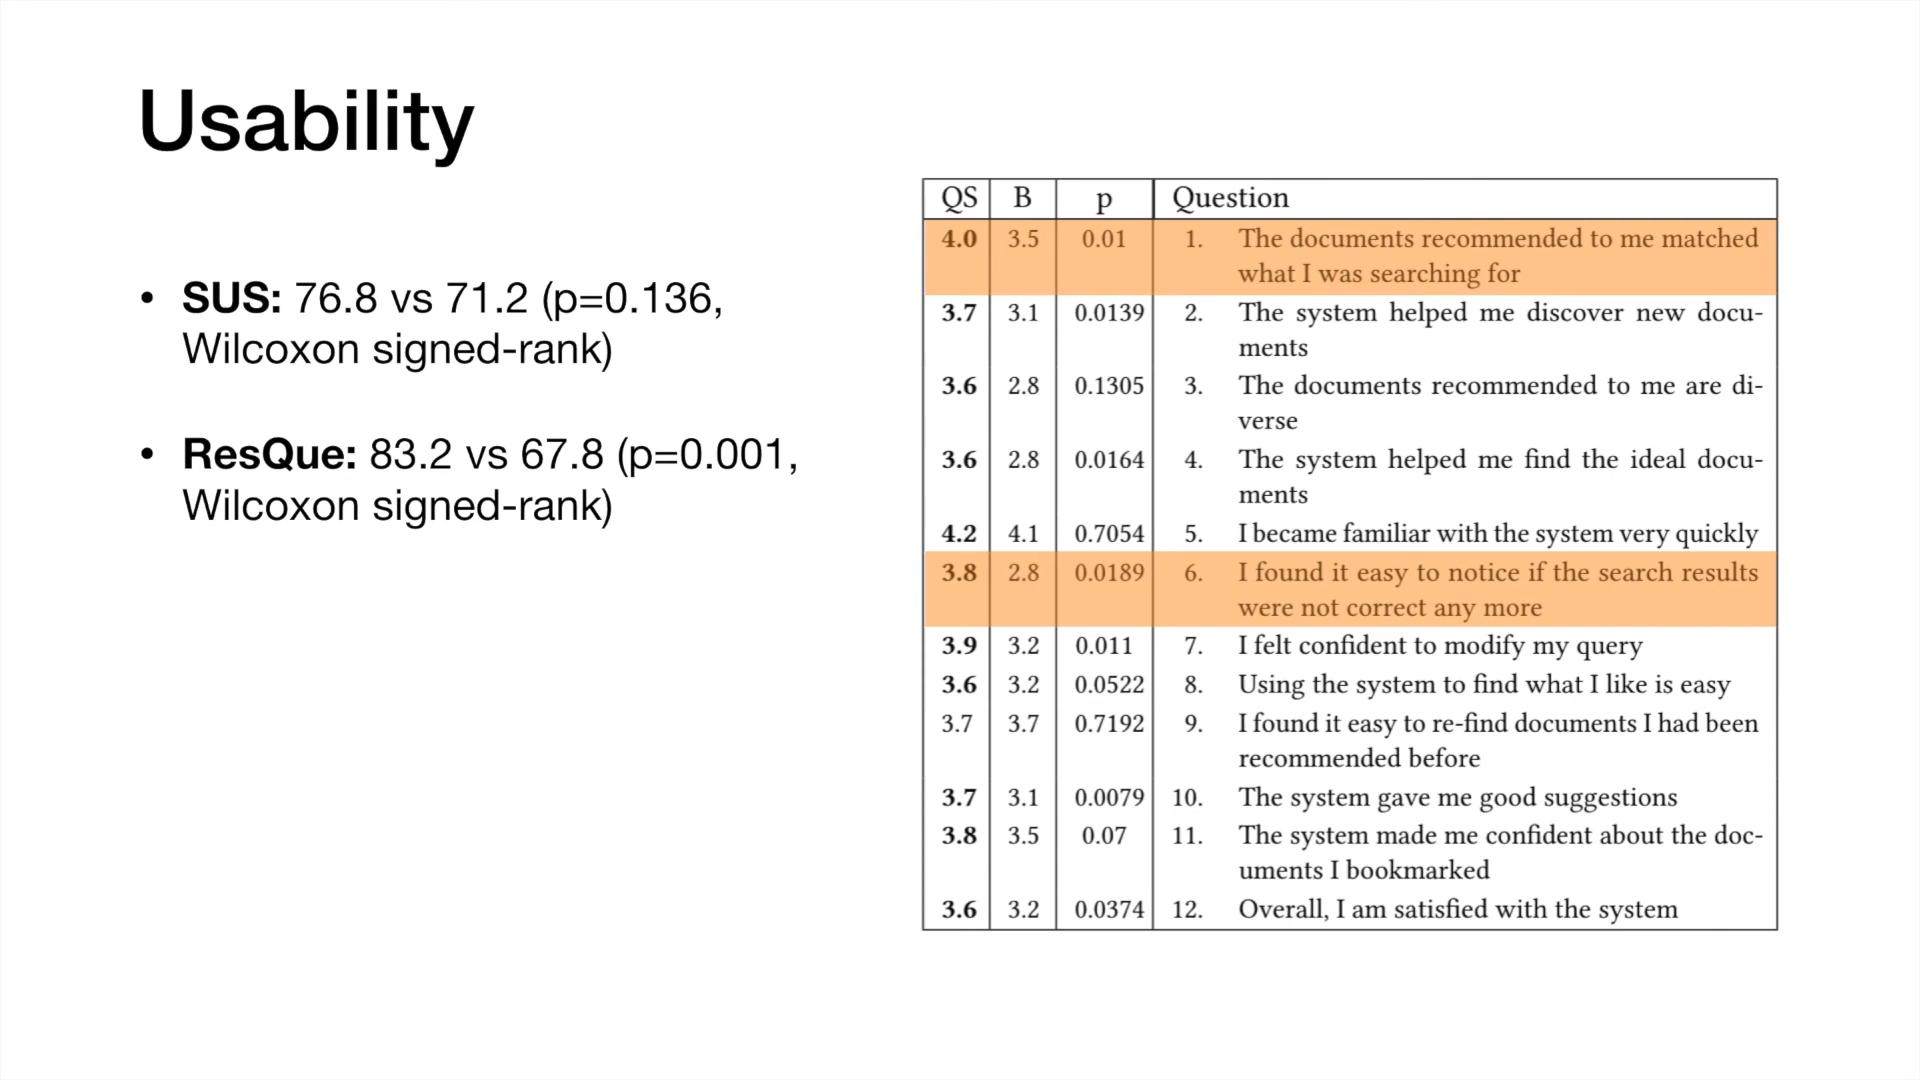 Usability
• SUS: 76.8 vs 71.2 (p=0.136,
Wilcoxon signed-rank)
• ResQue: 83.2 vs 67.8 (p=0.001,
Wilcoxon signed-rank)
QS B p Question
4.0 3.5 0.01 1. The documents recommended to me matched
what I was searching for
3.7 3.1 0.0139 2. The system helped me discover new docu-
ments
3.6 2.8 0.1305 3. The documents recommended to me are di-
verse
3.6 2.8 0.0164 4. The system helped me find the ideal docu-
ments
4.2 4.1 0.7054 5. I became familiar with the system very quickly
3.8 2.8 0.0189 6. I found it easy to notice if the search results
were not correct any more
3.9 3.2 0.011 7. I felt confident to modify my query
3.6 3.2 0.0522 8. Using the system to find what I like is easy
3.7 3.7 0.7192 9. I found it easy to re-find documents I had been
recommended before
3.7 3.1 0.0079 10. The system gave me good suggestions
3.8 3.5 0.07 11. The system made me confident about the doc-
uments I bookmarked
3.6 3.2 0.0374 12. Overall, I am satisfied with the system